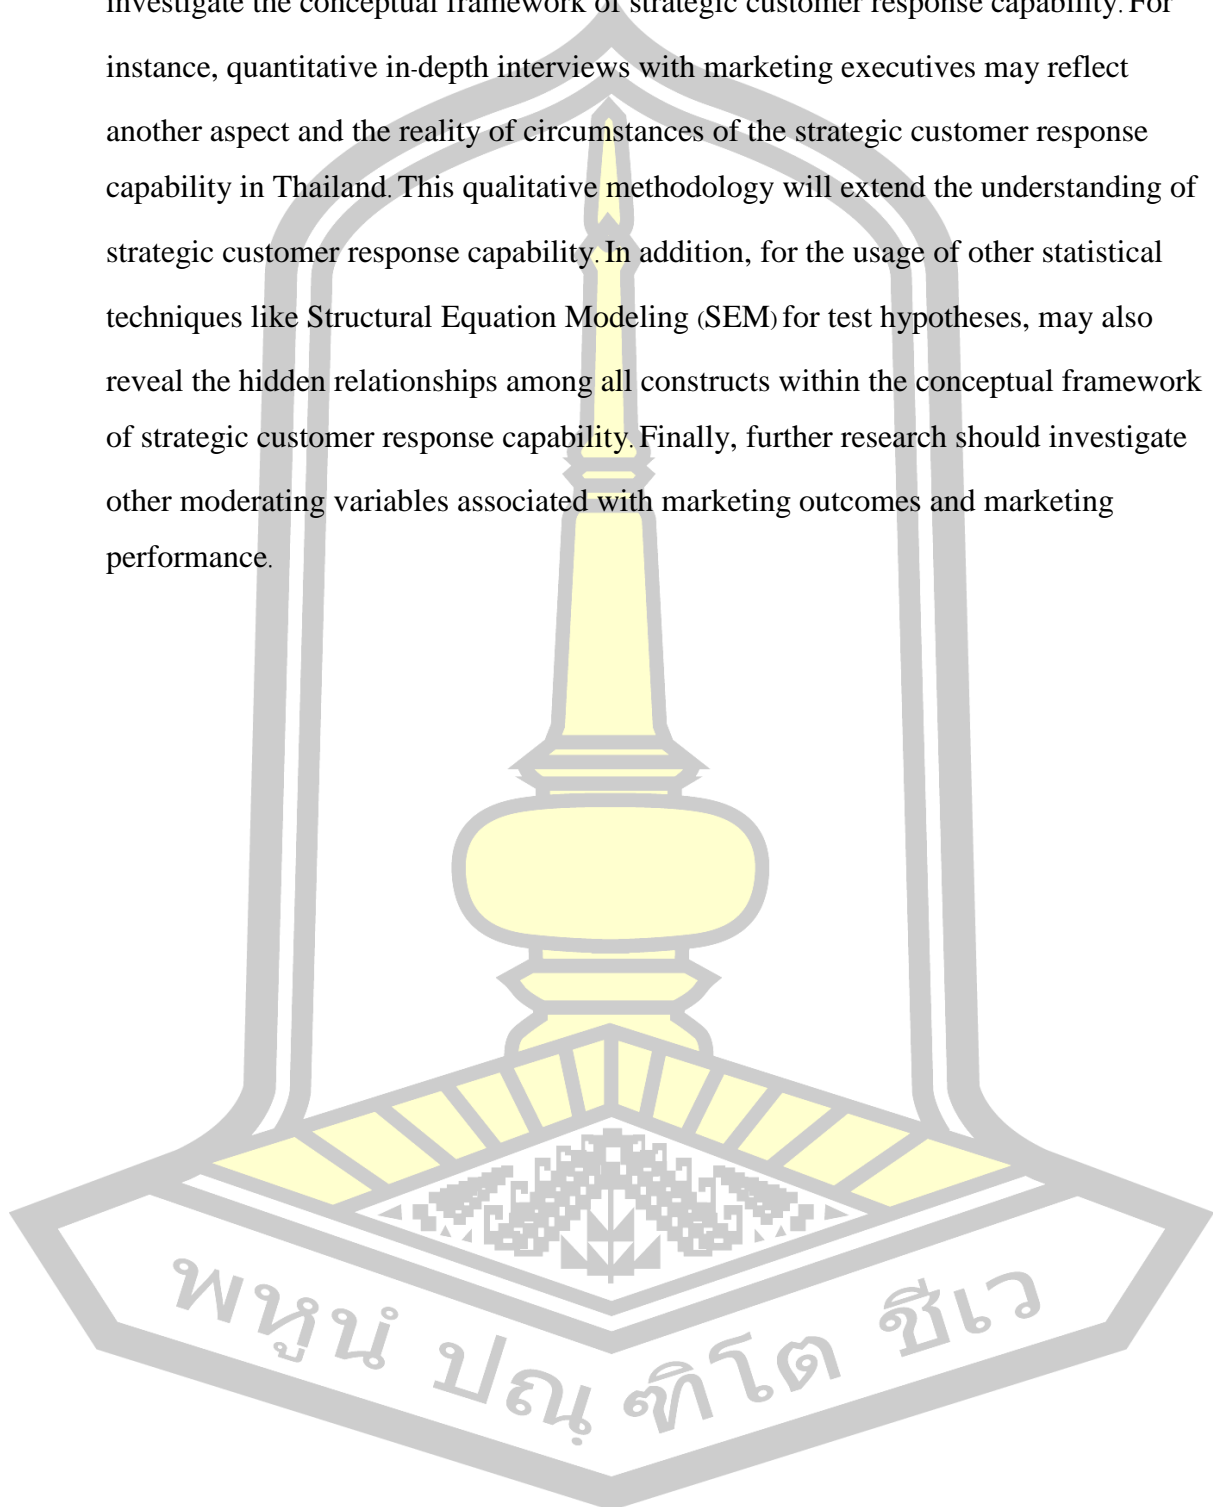 investigate the conceptual framework of strategic customer response capability. For
instance, quantitative in-depth interviews with marketing executives may reflect
another aspect and the reality of circumstances of the strategic customer response
capability in Thailand. This qualitative methodology will extend the understanding of
strategic customer response capability. In addition, for the usage of other statistical
techniques like Structural Equation Modeling (SEM) for test hypotheses, may also
reveal the hidden relationships among all constructs within the conceptual framework
of strategic customer response capability. Finally, further research should investigate
other moderating variables associated with marketing outcomes and marketing
performance.
พหูนํ ปณฺฑิโต ชีเว